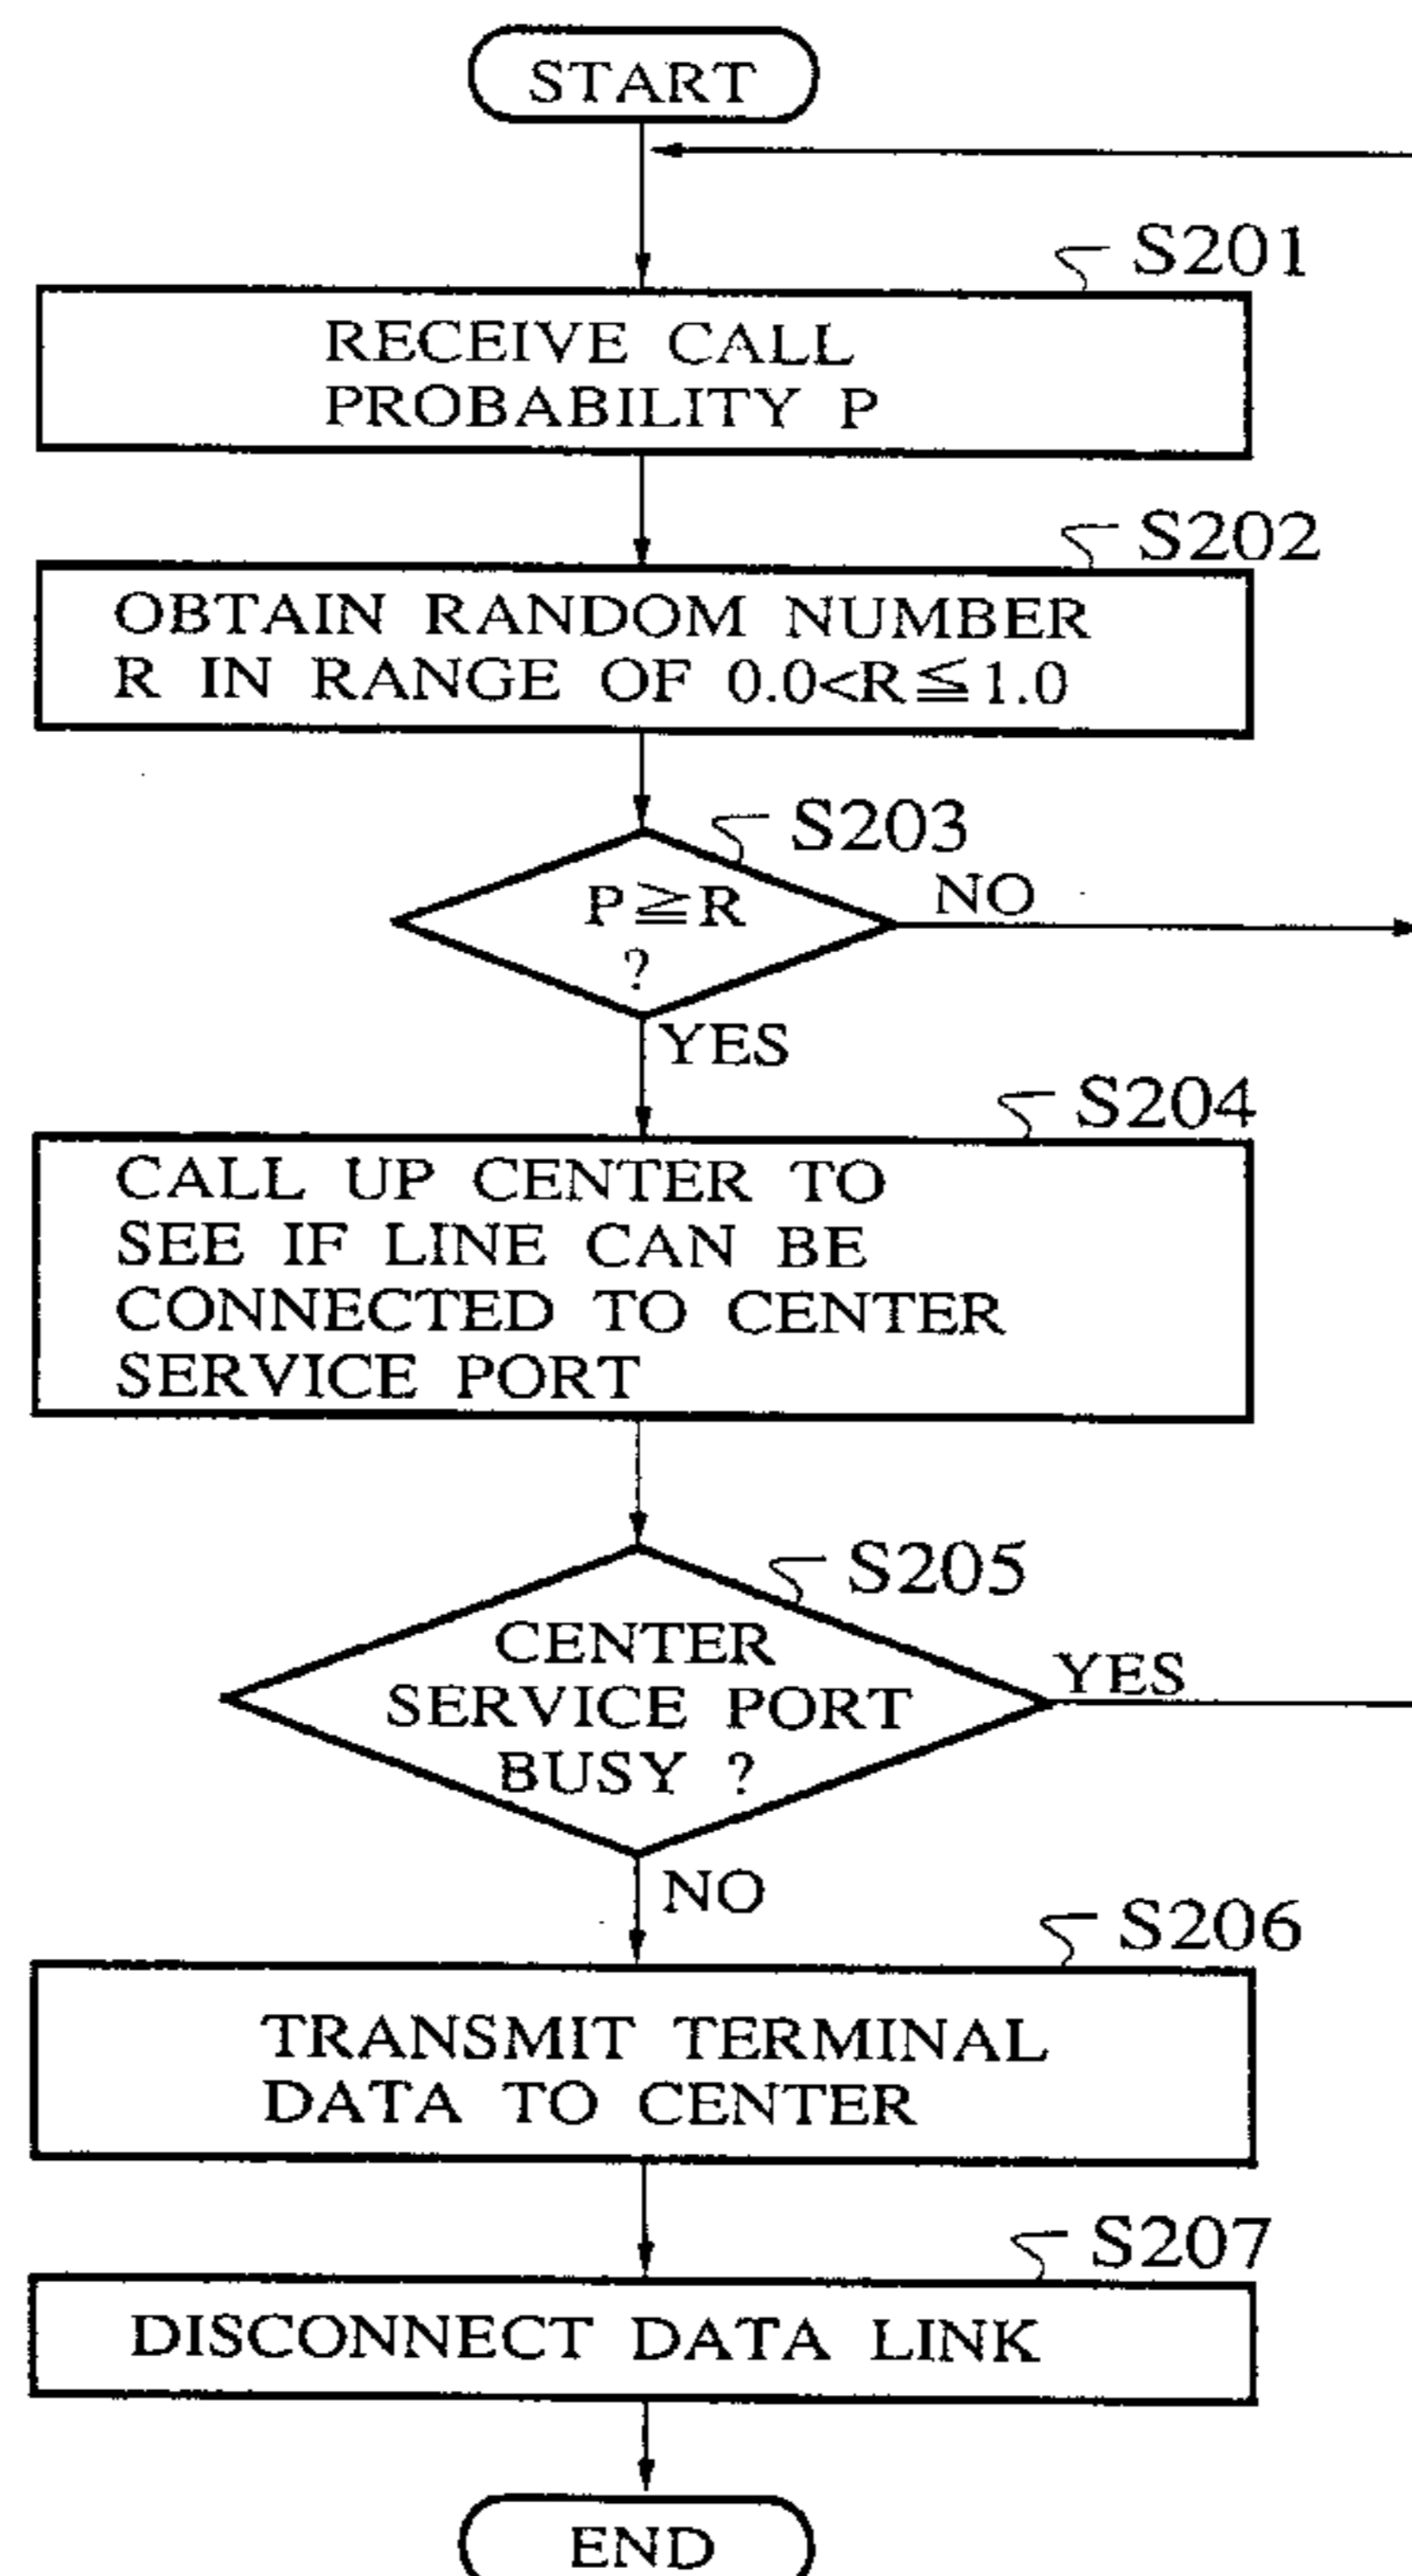 START
S201
RECEIVE CALL
PROBABILITY P
S202
OBTAIN RANDOM NUMBER
R IN RANGE OF 0.0<R≦1.0
S203
P≧R
?
NO
YES
S204
CALL UP CENTER TO
SEE IF LINE CAN BE
CONNECTED TO CENTER
SERVICE PORT
S205
CENTER
SERVICE PORT
BUSY ?
YES
NO
S206
TRANSMIT TERMINAL
DATA TO CENTER
S207
DISCONNECT DATA LINK
END